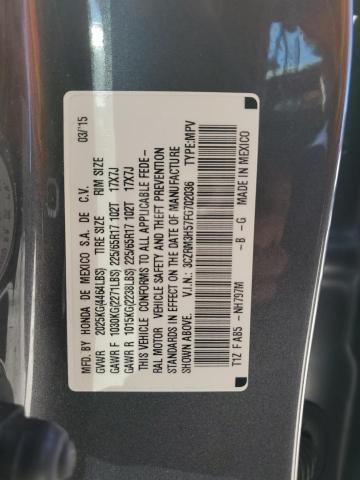 MFD. BY HONDA DE MEXICO S.A. DE C.V. 03/15
GVWR 2025KG(4464LBS) TIRE SIZE RIM SIZE
GAWR F 1030KG(2271LBS) 225/65R17 102T 17X7J
GAWR R 1015KG(2238LBS) 225/65R17 102T 17X7J
THIS VEHICLE CONFORMS TO ALL APPLICABLE FEDE-
RAL MOTOR VEHICLE SAFETY AND THEFT PREVENTION
STANDARDS IN EFFECT ON THE DATE OF MANUFACTURE
SHOWN ABOVE. V.I.N.: 3CZRM3H57FG702036 TYPE:MPV
T1Z F AB5 -NH797M -B -G MADE IN MEXICO